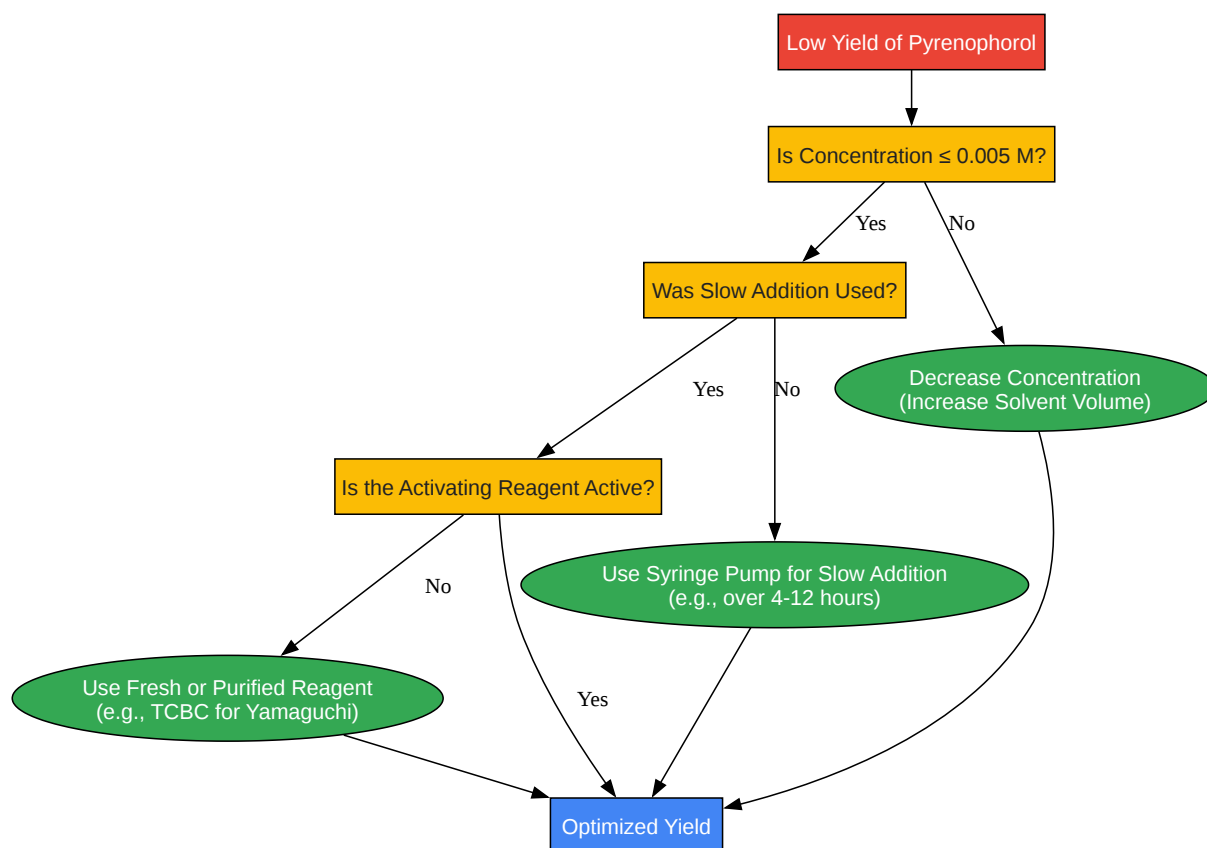 Low Yield of Pyrenophorol
Is Concentration ≤ 0.005 M?
Yes
No
Was Slow Addition Used?
Decrease Concentration
(Increase Solvent Volume)
Yes
No
Is the Activating Reagent Active?
Use Syringe Pump for Slow Addition
(e.g., over 4-12 hours)
No
Use Fresh or Purified Reagent
(e.g., TCBC for Yamaguchi)
Yes
Optimized Yield